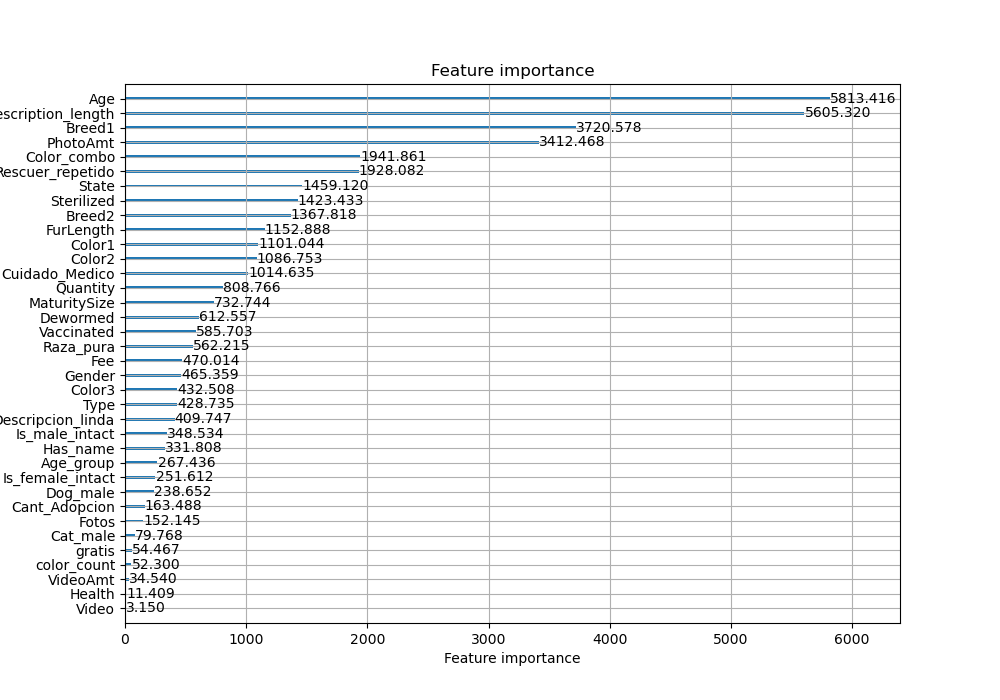 Feature importance
Age 5813.416
escription_length 5605.320
Breed1 3720.578
PhotoAmt 3412.468
Color_combo 1941.861
Rescuer_repetido 1928.082
State 1459.120
Sterilized 1423.433
Breed2 1367.818
FurLength 1152.888
Color1 1101.044
Color2 1086.753
Cuidado_Medico 1014.635
Quantity 808.766
MaturitySize 732.744
Dewormed 612.557
Vaccinated 585.703
Raza_pura 562.215
Fee 470.014
Gender 465.359
Color3 432.508
Type 428.735
Descripcion_linda 409.747
Is_male_intact 348.534
Has_name 331.808
Age_group 267.436
Is_female_intact 251.612
Dog_male 238.652
Cant_Adopcion 163.488
Fotos 152.145
Cat_male 79.768
gratis 54.467
color_count 52.300
VideoAmt 34.540
Health 11.409
Video 3.150
0 1000 2000 3000 4000 5000 6000
Feature importance